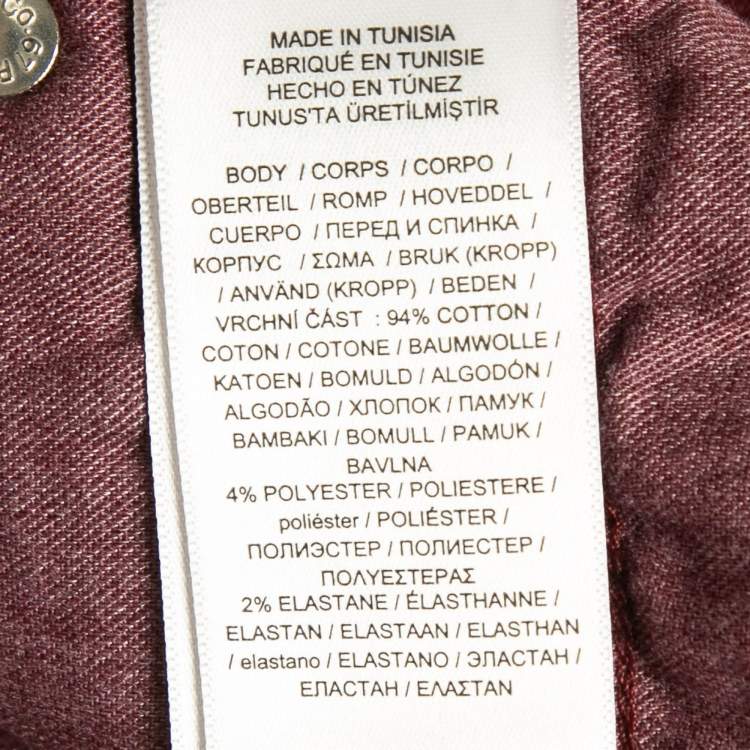 CO. 67 R
MADE IN TUNISIA
FABRIQUÉ EN TUNISIE
HECHO EN TÚNEZ
TUNUS'TA ÜRETİLMİŞTİR
BODY / CORPS / CORPO /
OBERTEIL / ROMP / HOVEDDEL /
CUERPO / ПЕРЕД И СПИНКА /
КОРПУС / ΣΩΜΑ / BRUK (KROPP)
/ ANVÄND (KROPP) / BEDEN /
VRCHNÍ ČÁST : 94% COTTON /
COTON / COTONE / BAUMWOLLE /
KATOEN / BOMULD / ALGODÓN /
ALGODÃO / ХЛОПОК / ПАМУК /
BAMBAKI / BOMULL / PAMUK /
BAVLNA
4% POLYESTER / POLIESTERE /
poliéster / POLIÉSTER /
ПОЛИЭСТЕР / ПОЛИЕСТЕР /
ΠΟΛΥΕΣΤΕΡΑΣ
2% ELASTANE / ÉLASTHANNE /
ELASTAN / ELASTAAN / ELASTHAN
/ elastano / ELASTANO / ЭЛАСТАН /
ЕЛАСТАН / ΕΛΑΣΤΑΝ